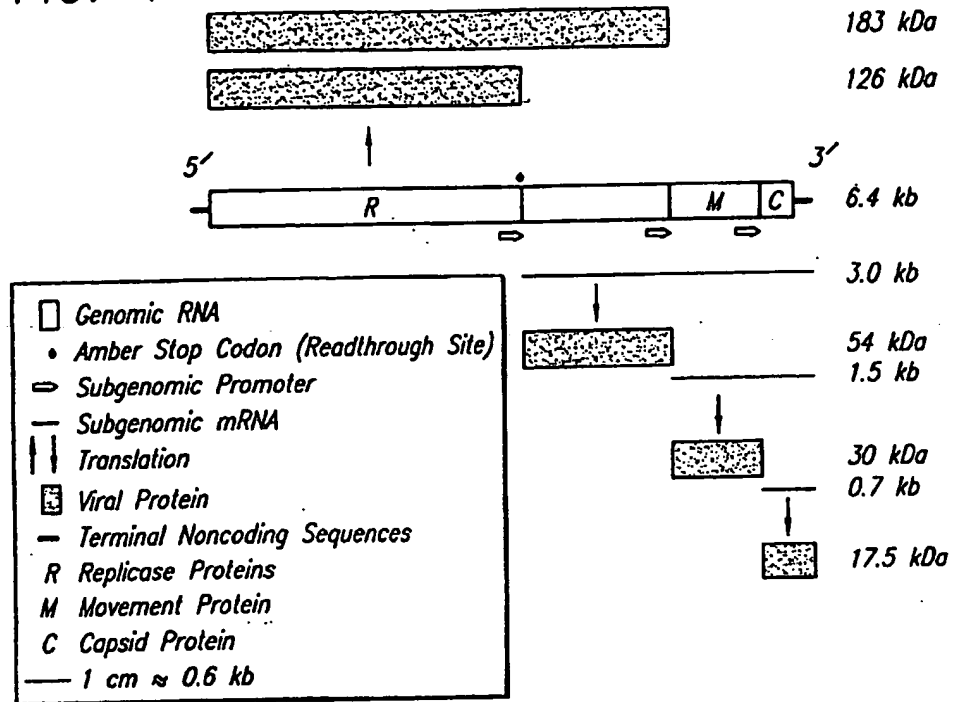 183 kDa
126 kDa
5′
3′
R
M
C
6.4 kb
3.0 kb
54 kDa
1.5 kb
30 kDa
0.7 kb
17.5 kDa
Genomic RNA
Amber Stop Codon (Readthrough Site)
Subgenomic Promoter
Subgenomic mRNA
Translation
Viral Protein
Terminal Noncoding Sequences
R Replicase Proteins
M Movement Protein
C Capsid Protein
1 cm ≈ 0.6 kb